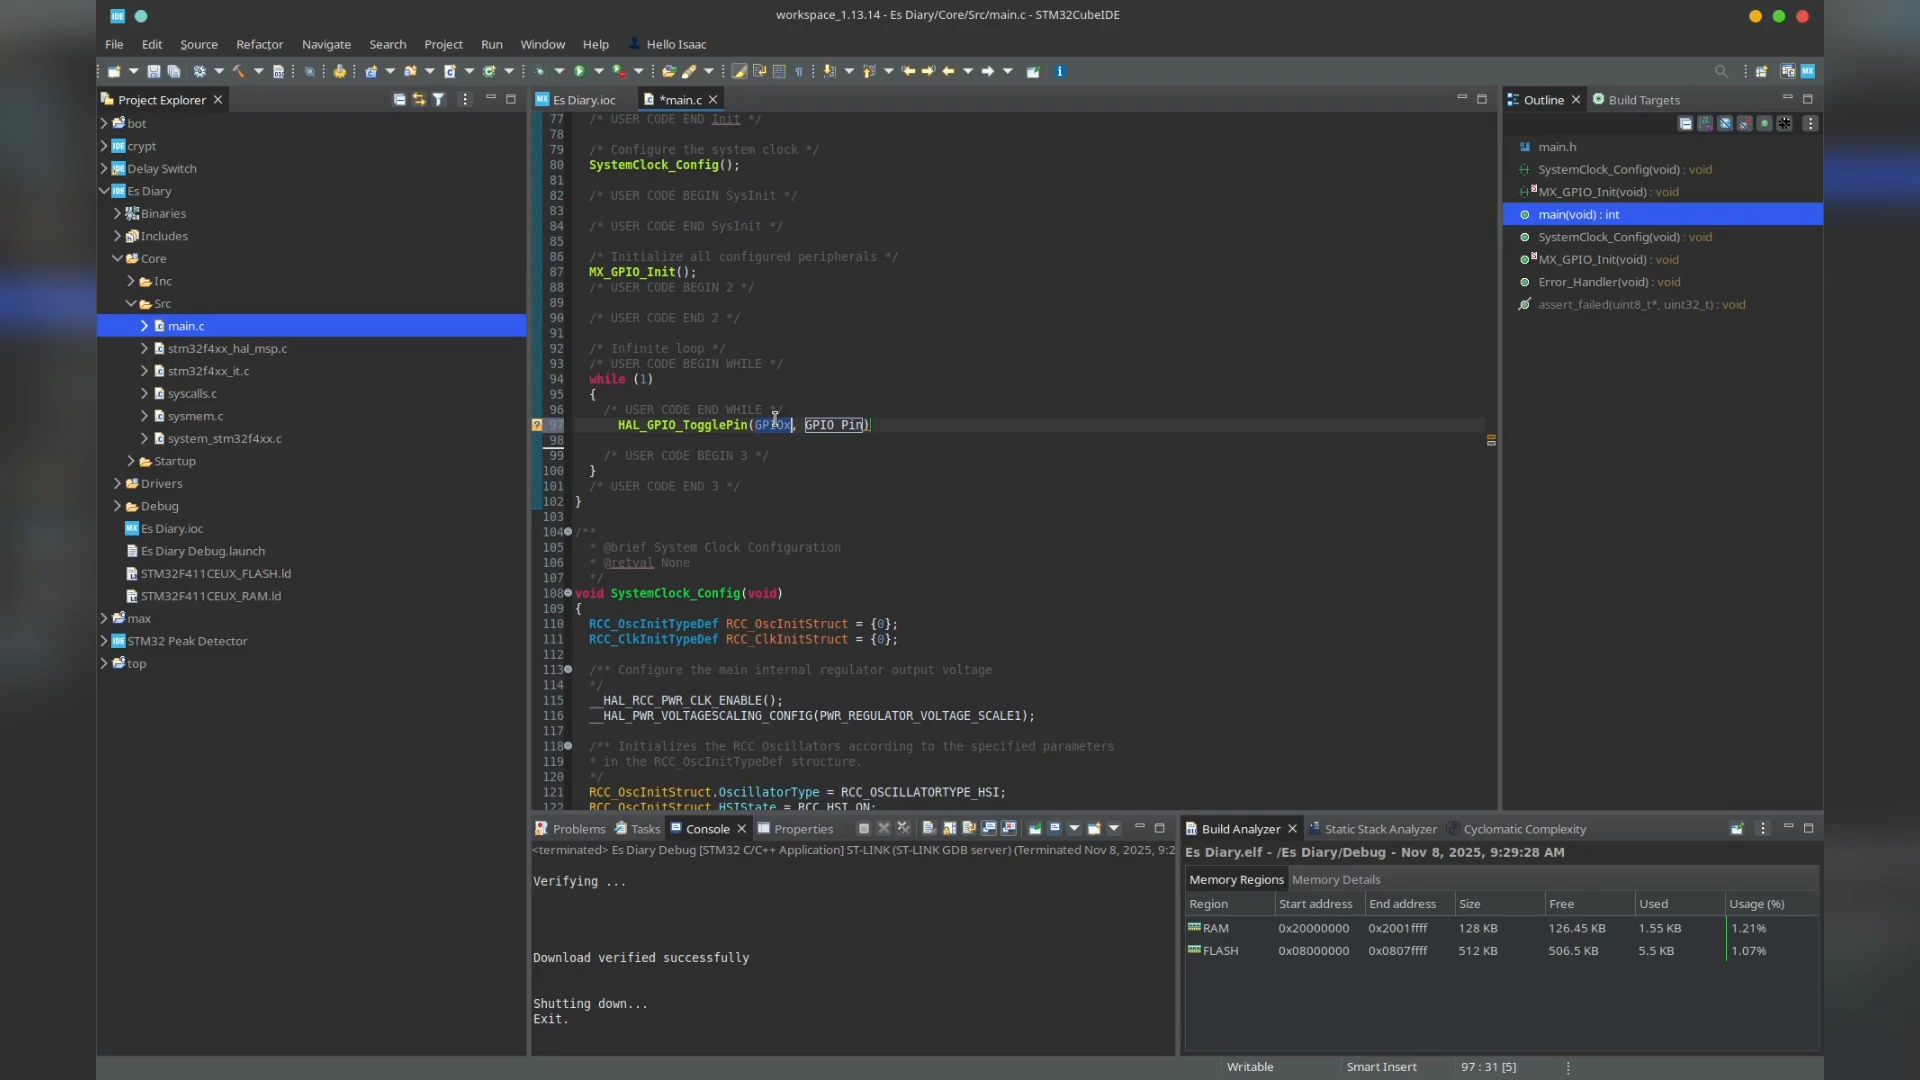 IDE
workspace_1.13.14 - Es Diary/Core/Src/main.c - STM32CubeIDE
File Edit Source Refactor Navigate Search Project Run Window Help Hello Isaac
Project Explorer
bot
crypt
Delay Switch
Es Diary
Binaries
Includes
Core
Inc
Src
main.c
stm32f4xx_hal_msp.c
stm32f4xx_it.c
syscalls.c
sysmem.c
system_stm32f4xx.c
Startup
Drivers
Debug
Es Diary.ioc
Es Diary Debug.launch
STM32F411CEUX_FLASH.ld
STM32F411CEUX_RAM.ld
max
STM32 Peak Detector
top
MX Es Diary.ioc
*main.c
77 /* USER CODE END Init */
78
79 /* Configure the system clock */
80 SystemClock_Config();
81
82 /* USER CODE BEGIN SysInit */
83
84 /* USER CODE END SysInit */
85
86 /* Initialize all configured peripherals */
87 MX_GPIO_Init();
88 /* USER CODE BEGIN 2 */
89
90 /* USER CODE END 2 */
91
92 /* Infinite loop */
93 /* USER CODE BEGIN WHILE */
94 while (1)
95 {
96 /* USER CODE END WHILE */
97 HAL_GPIO_TogglePin(GPIOx, GPIO_Pin)
98
99 /* USER CODE BEGIN 3 */
100 }
101 /* USER CODE END 3 */
102 }
103
104 /**
105 * @brief System Clock Configuration
106 * @retval None
107 */
108 void SystemClock_Config(void)
109 {
110 RCC_OscInitTypeDef RCC_OscInitStruct = {0};
111 RCC_ClkInitTypeDef RCC_ClkInitStruct = {0};
112
113 /** Configure the main internal regulator output voltage
114 */
115 __HAL_RCC_PWR_CLK_ENABLE();
116 __HAL_PWR_VOLTAGESCALING_CONFIG(PWR_REGULATOR_VOLTAGE_SCALE1);
117
118 /** Initializes the RCC Oscillators according to the specified parameters
119 * in the RCC_OscInitTypeDef structure.
120 */
121 RCC_OscInitStruct.OscillatorType = RCC_OSCILLATORTYPE_HSI;
122 RCC_OscInitStruct.HSIState = RCC_HSI_ON;
Outline
Build Targets
main.h
SystemClock_Config(void) : void
MX_GPIO_Init(void) : void
main(void) : int
SystemClock_Config(void) : void
MX_GPIO_Init(void) : void
Error_Handler(void) : void
assert_failed(uint8_t*, uint32_t) : void
Problems Tasks Console Properties
<terminated> Es Diary Debug [STM32 C/C++ Application] ST-LINK (ST-LINK GDB server) (Terminated Nov 8, 2025, 9:2
Verifying ...
Download verified successfully
Shutting down...
Exit.
Build Analyzer Static Stack Analyzer Cyclomatic Complexity
Es Diary.elf - /Es Diary/Debug - Nov 8, 2025, 9:29:28 AM
Memory Regions Memory Details
Region Start address End address Size Free Used Usage (%)
RAM 0x20000000 0x2001ffff 128 KB 126.45 KB 1.55 KB 1.21%
FLASH 0x08000000 0x0807ffff 512 KB 506.5 KB 5.5 KB 1.07%
Writable Smart Insert 97 : 31 [5]